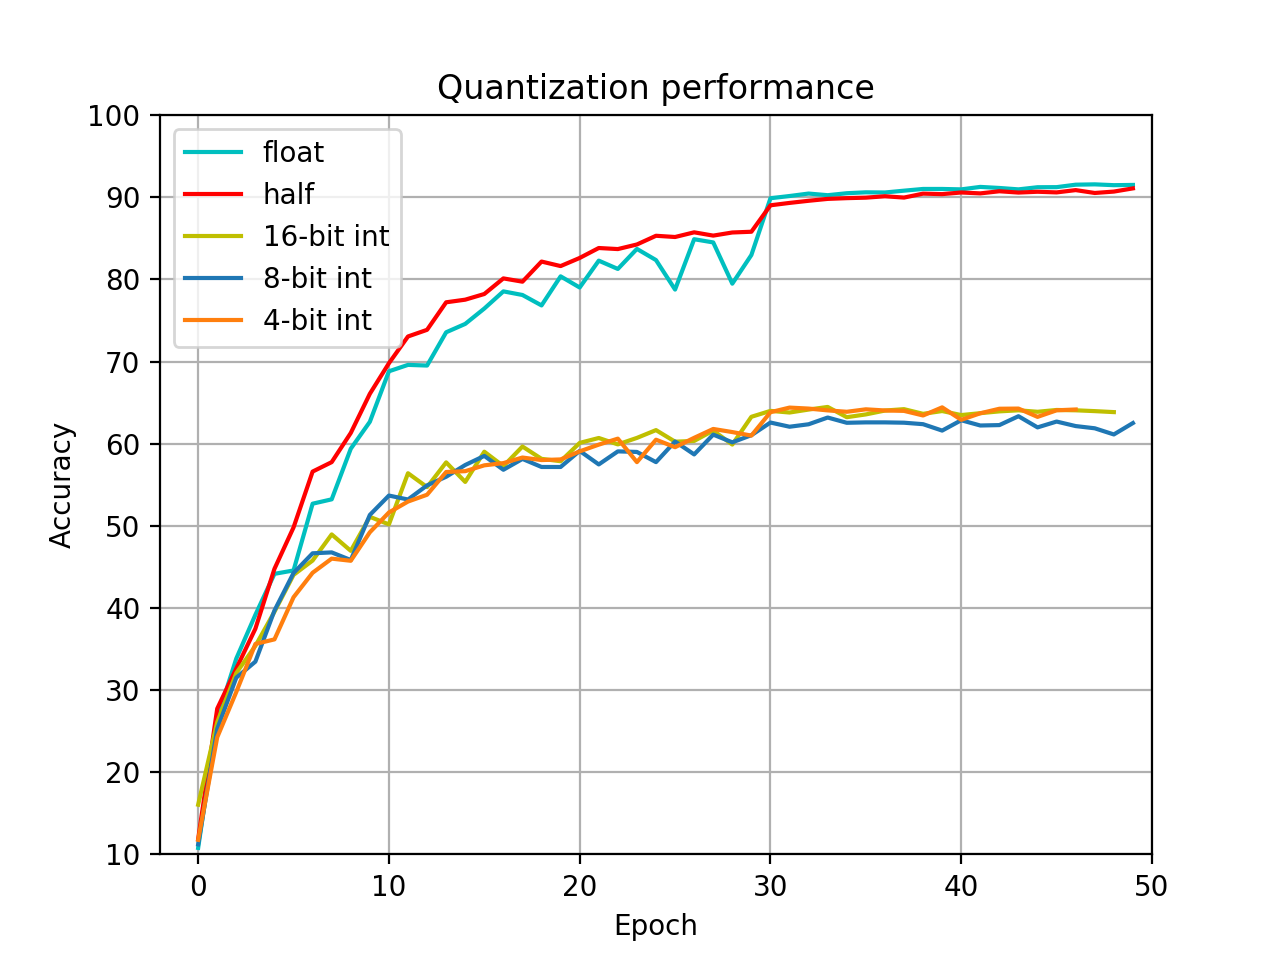 Quantization performance
100
90
80
70
60
50
40
30
20
10
Accuracy
float
half
16-bit int
8-bit int
4-bit int
0 10 20 30 40 50
Epoch